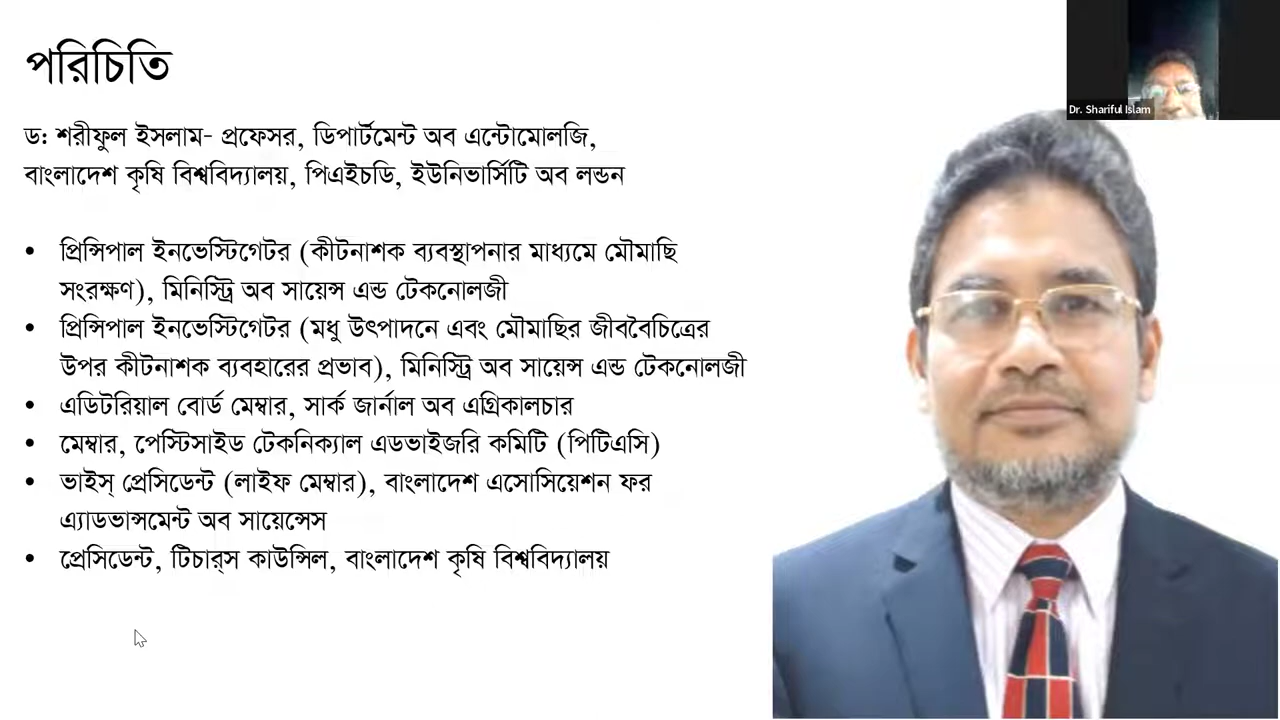 পরিচিতি
Dr. Shariful Islam
ড: শরীফুল ইসলাম- প্রফেসর, ডিপার্টমেন্ট অব এন্টোমোলজি,
বাংলাদেশ কৃষি বিশ্ববিদ্যালয়, পিএইচডি, ইউনিভার্সিটি অব লন্ডন
• প্রিন্সিপাল ইনভেস্টিগেটর (কীটনাশক ব্যবস্থাপনার মাধ্যমে মৌমাছি
সংরক্ষণ), মিনিস্ট্রি অব সায়েন্স এন্ড টেকনোলজী
• প্রিন্সিপাল ইনভেস্টিগেটর (মধু উৎপাদনে এবং মৌমাছির জীববৈচিত্রের
উপর কীটনাশক ব্যবহারের প্রভাব), মিনিস্ট্রি অব সায়েন্স এন্ড টেকনোলজী
• এডিটরিয়াল বোর্ড মেম্বার, সার্ক জার্নাল অব এগ্রিকালচার
• মেম্বার, পেস্টিসাইড টেকনিক্যাল এডভাইজরি কমিটি (পিটিএসি)
• ভাইস্ প্রেসিডেন্ট (লাইফ মেম্বার), বাংলাদেশ এসোসিয়েশন ফর
এ্যাডভান্সমেন্ট অব সায়েন্সেস
• প্রেসিডেন্ট, টিচার্‌স কাউন্সিল, বাংলাদেশ কৃষি বিশ্ববিদ্যালয়